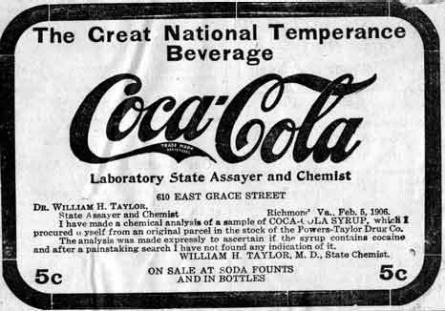 The Great National Temperance
Beverage
Coca-Cola
TRADE MARK
REGISTERED
Laboratory State Assayer and Chemist
610 EAST GRACE STREET
DR. WILLIAM H. TAYLOR,
State Assayer and Chemist Richmond Va., Feb. 5, 1906.
I have made a chemical analysis of a sample of COCA-COLA SYRUP, which I
procured myself from an original parcel in the stock of the Powers-Taylor Drug Co.
The analysis was made expressly to ascertain if the syrup contains cocaine
and after a painstaking search I have not found any indication of it.
WILLIAM H. TAYLOR, M. D., State Chemist.
5c ON SALE AT SODA FOUNTS 5c
AND IN BOTTLES